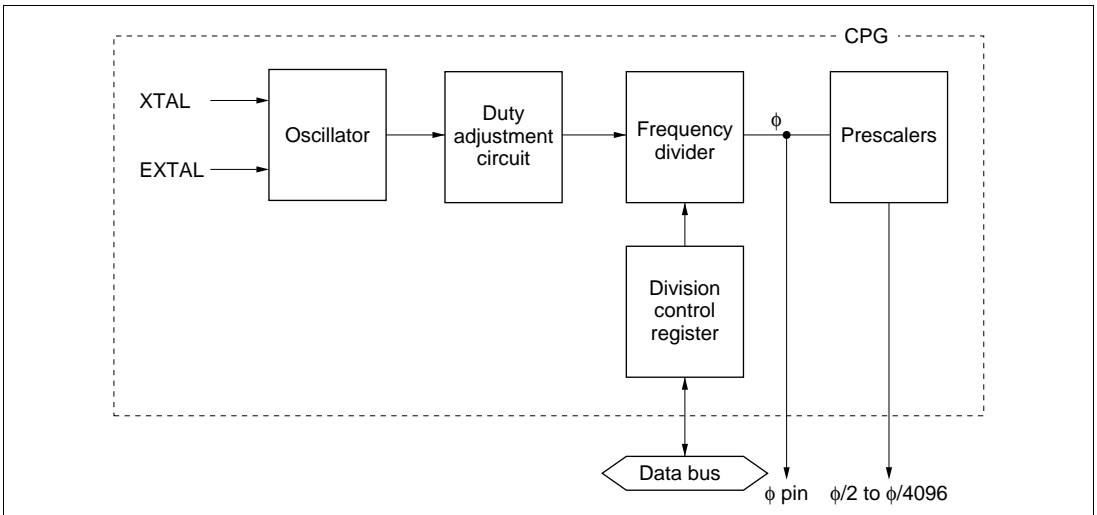 CPG
XTAL
EXTAL
Oscillator
Duty
adjustment
circuit
Frequency
divider
ϕ
Prescalers
Division
control
register
Data bus
ϕ pin
ϕ/2 to ϕ/4096